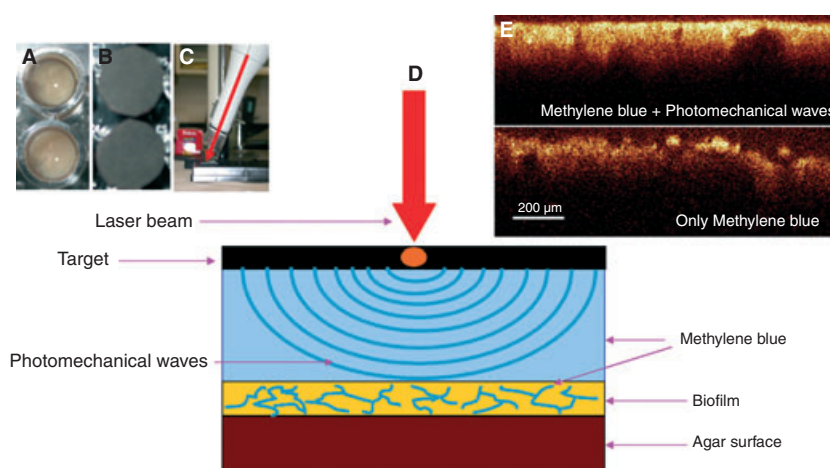 A
B
C
D
E
Methylene blue + Photomechanical waves
200 μm
Only Methylene blue
Laser beam
Target
Photomechanical waves
Methylene blue
Biofilm
Agar surface